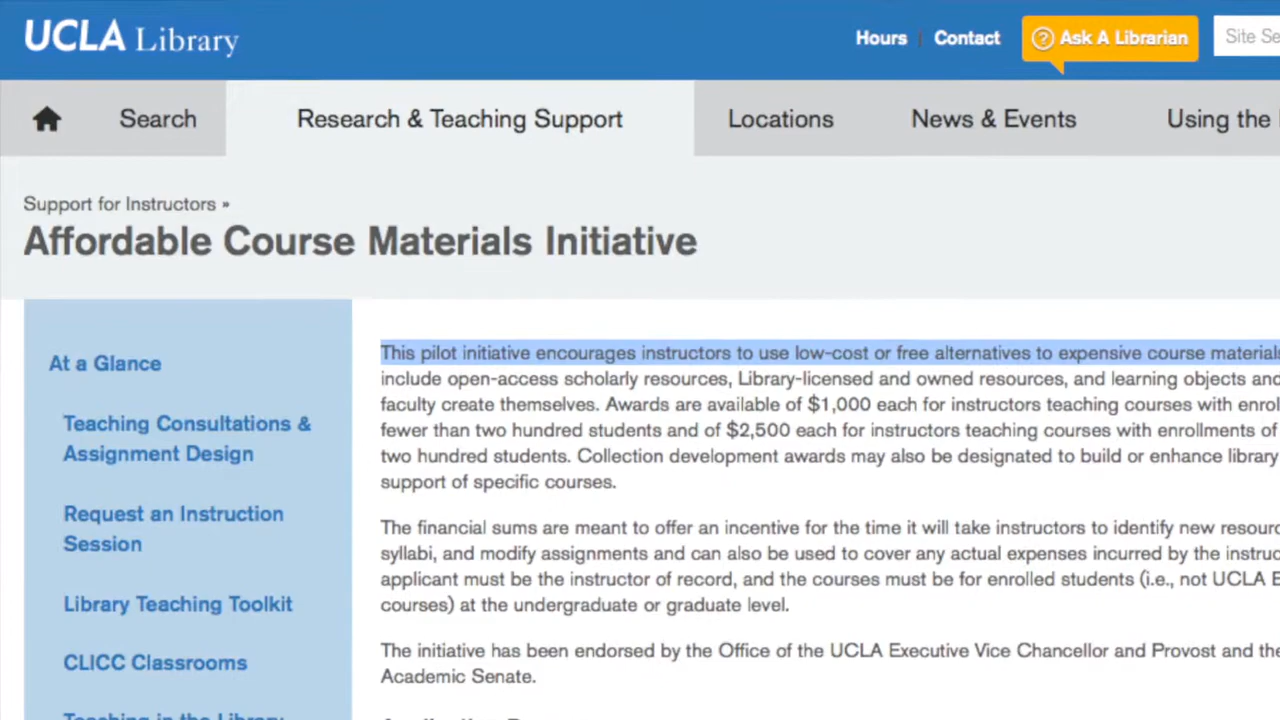 UCLA Library
Hours | Contact
Ask A Librarian
Site
Search
Research & Teaching Support
Locations
News & Events
Using the
Support for Instructors »
Affordable Course Materials Initiative
At a Glance
Teaching Consultations &
Assignment Design
Request an Instruction
Session
Library Teaching Toolkit
CLICC Classrooms
Teaching in the Library
This pilot initiative encourages instructors to use low-cost or free alternatives to expensive course materials
include open-access scholarly resources, Library-licensed and owned resources, and learning objects and
faculty create themselves. Awards are available of $1,000 each for instructors teaching courses with
fewer than two hundred students and of $2,500 each for instructors teaching courses with enrollments of
two hundred students. Collection development awards may also be designated to build or enhance library
support of specific courses.
The financial sums are meant to offer an incentive for the time it will take instructors to identify new
syllabi, and modify assignments and can also be used to cover any actual expenses incurred by the
applicant must be the instructor of record, and the courses must be for enrolled students (i.e., not UCLA
courses) at the undergraduate or graduate level.
The initiative has been endorsed by the Office of the UCLA Executive Vice Chancellor and Provost and the
Academic Senate.